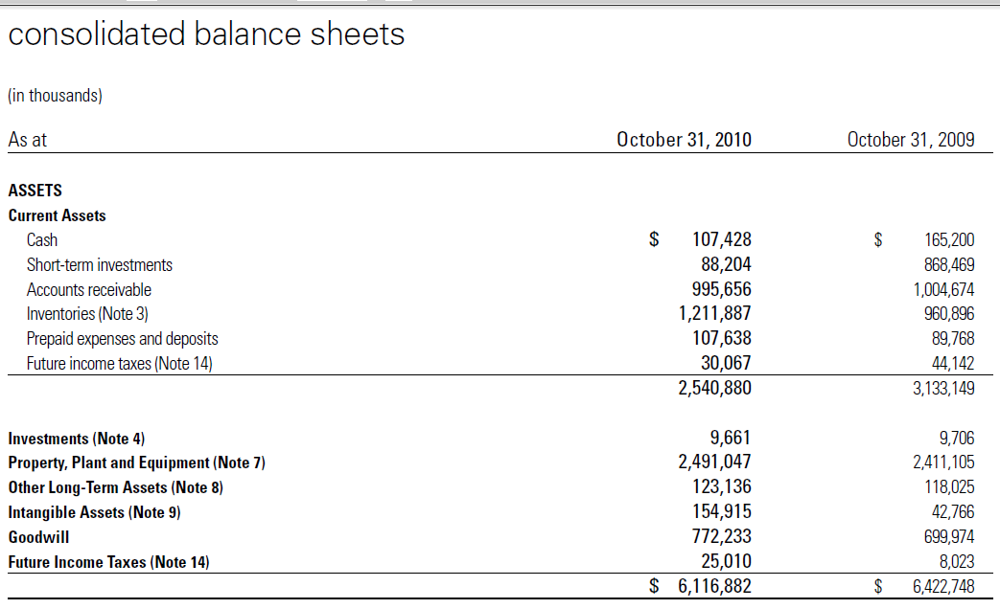 consolidated balance sheets
(in thousands)
As at October 31, 2010 October 31, 2009
ASSETS
Current Assets
Cash $ 107,428 $ 165,200
Short-term investments 88,204 868,469
Accounts receivable 995,656 1,004,674
Inventories (Note 3) 1,211,887 960,896
Prepaid expenses and deposits 107,638 89,768
Future income taxes (Note 14) 30,067 44,142
2,540,880 3,133,149
Investments (Note 4) 9,661 9,706
Property, Plant and Equipment (Note 7) 2,491,047 2,411,105
Other Long-Term Assets (Note 8) 123,136 118,025
Intangible Assets (Note 9) 154,915 42,766
Goodwill 772,233 699,974
Future Income Taxes (Note 14) 25,010 8,023
$ 6,116,882 $ 6,422,748